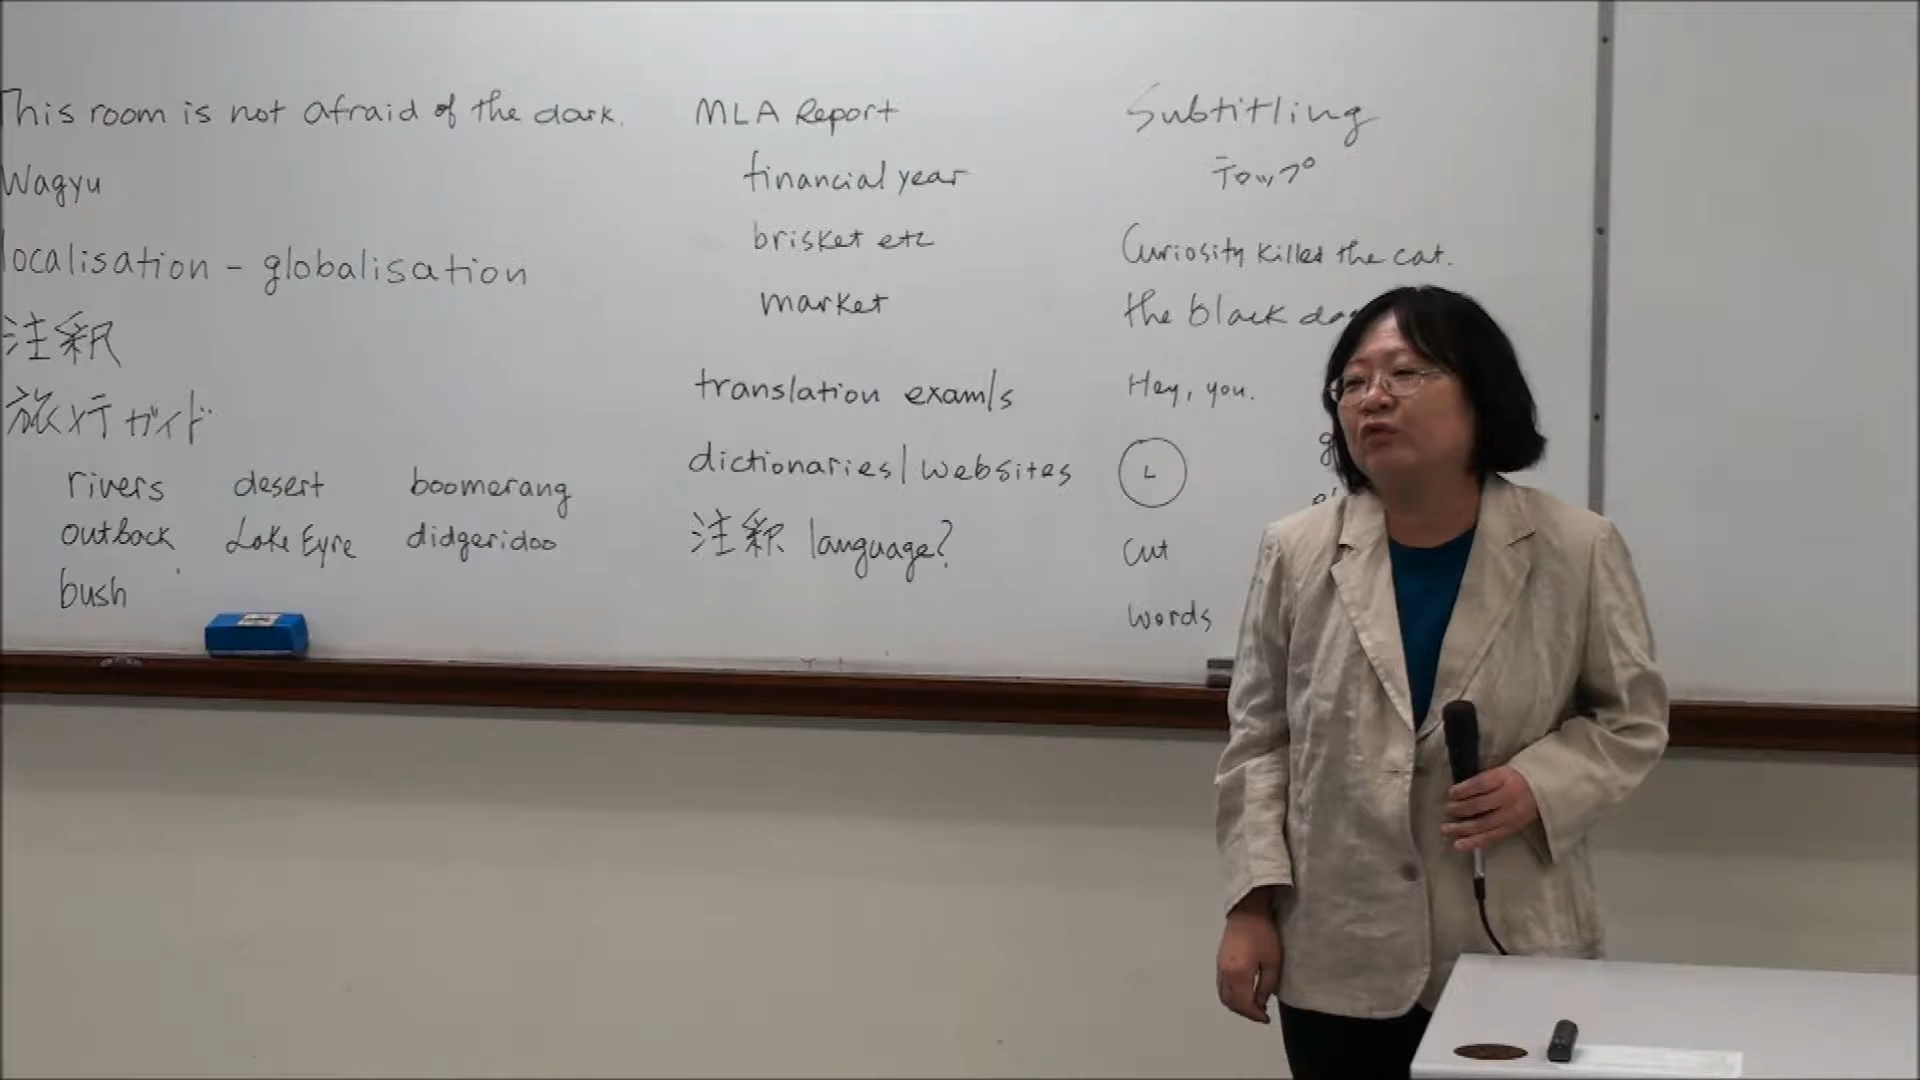 This room is not afraid of the dark.
Wagyu
localisation - globalisation
注釈
旅行ガイド
rivers desert boomerang
outback Lake Eyre didgeridoo
bush
MLA Report
financial year
brisket etc
market
translation exam/s
dictionaries/websites
注釈 language?
Subtitling
テロップ
Curiosity killed the cat.
the black
Hey, you.
L
cut
words